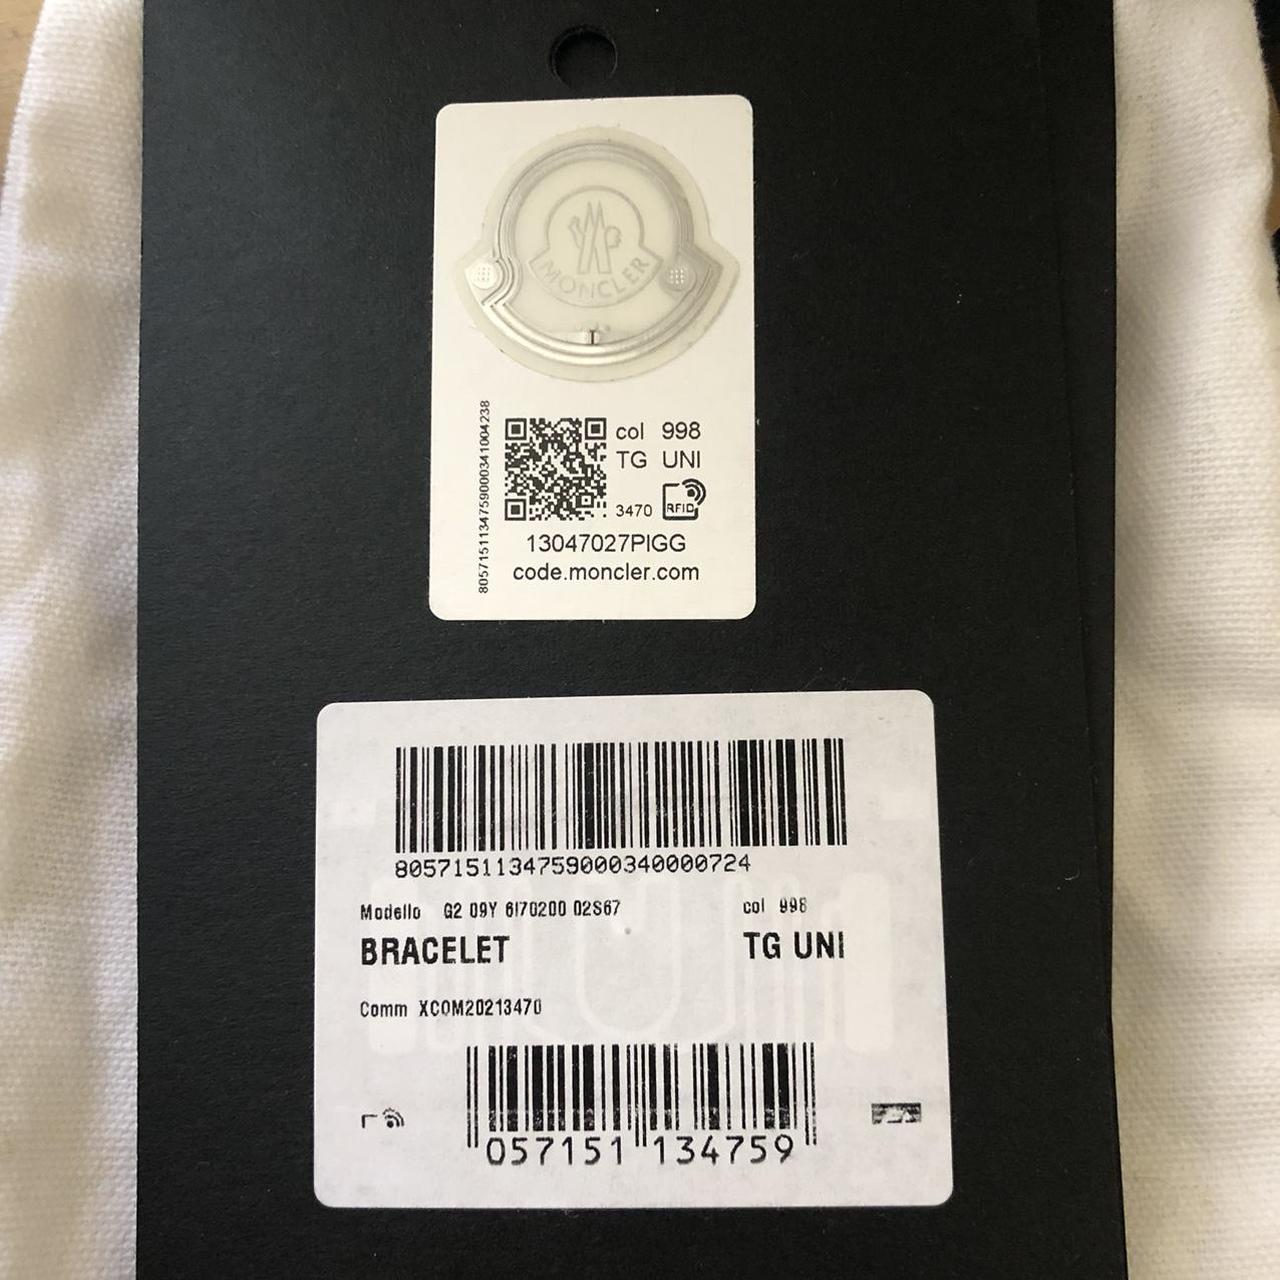 MONCLER
8057151134759000341004238
col 998
TG UNI
3470 RFID
13047027PIGG
code.moncler.com
8057151134759000340000724
Modello G2 09Y 6I70200 02S67 col 998
BRACELET TG UNI
Comm XCOM20213470
057151 134759